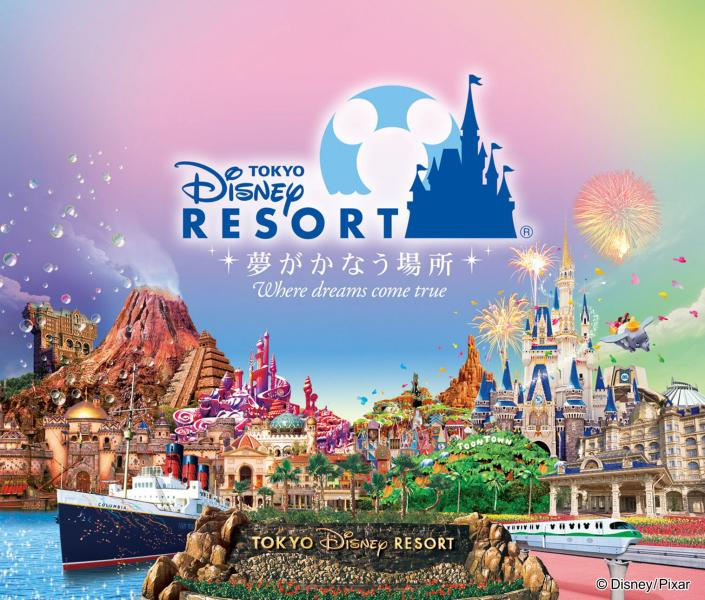 TOKYO
Disney
RESORT®
夢がかなう場所
Where dreams come true
TOONTOWN
COLUMBIA
TOKYO Disney RESORT
© Disney/Pixar